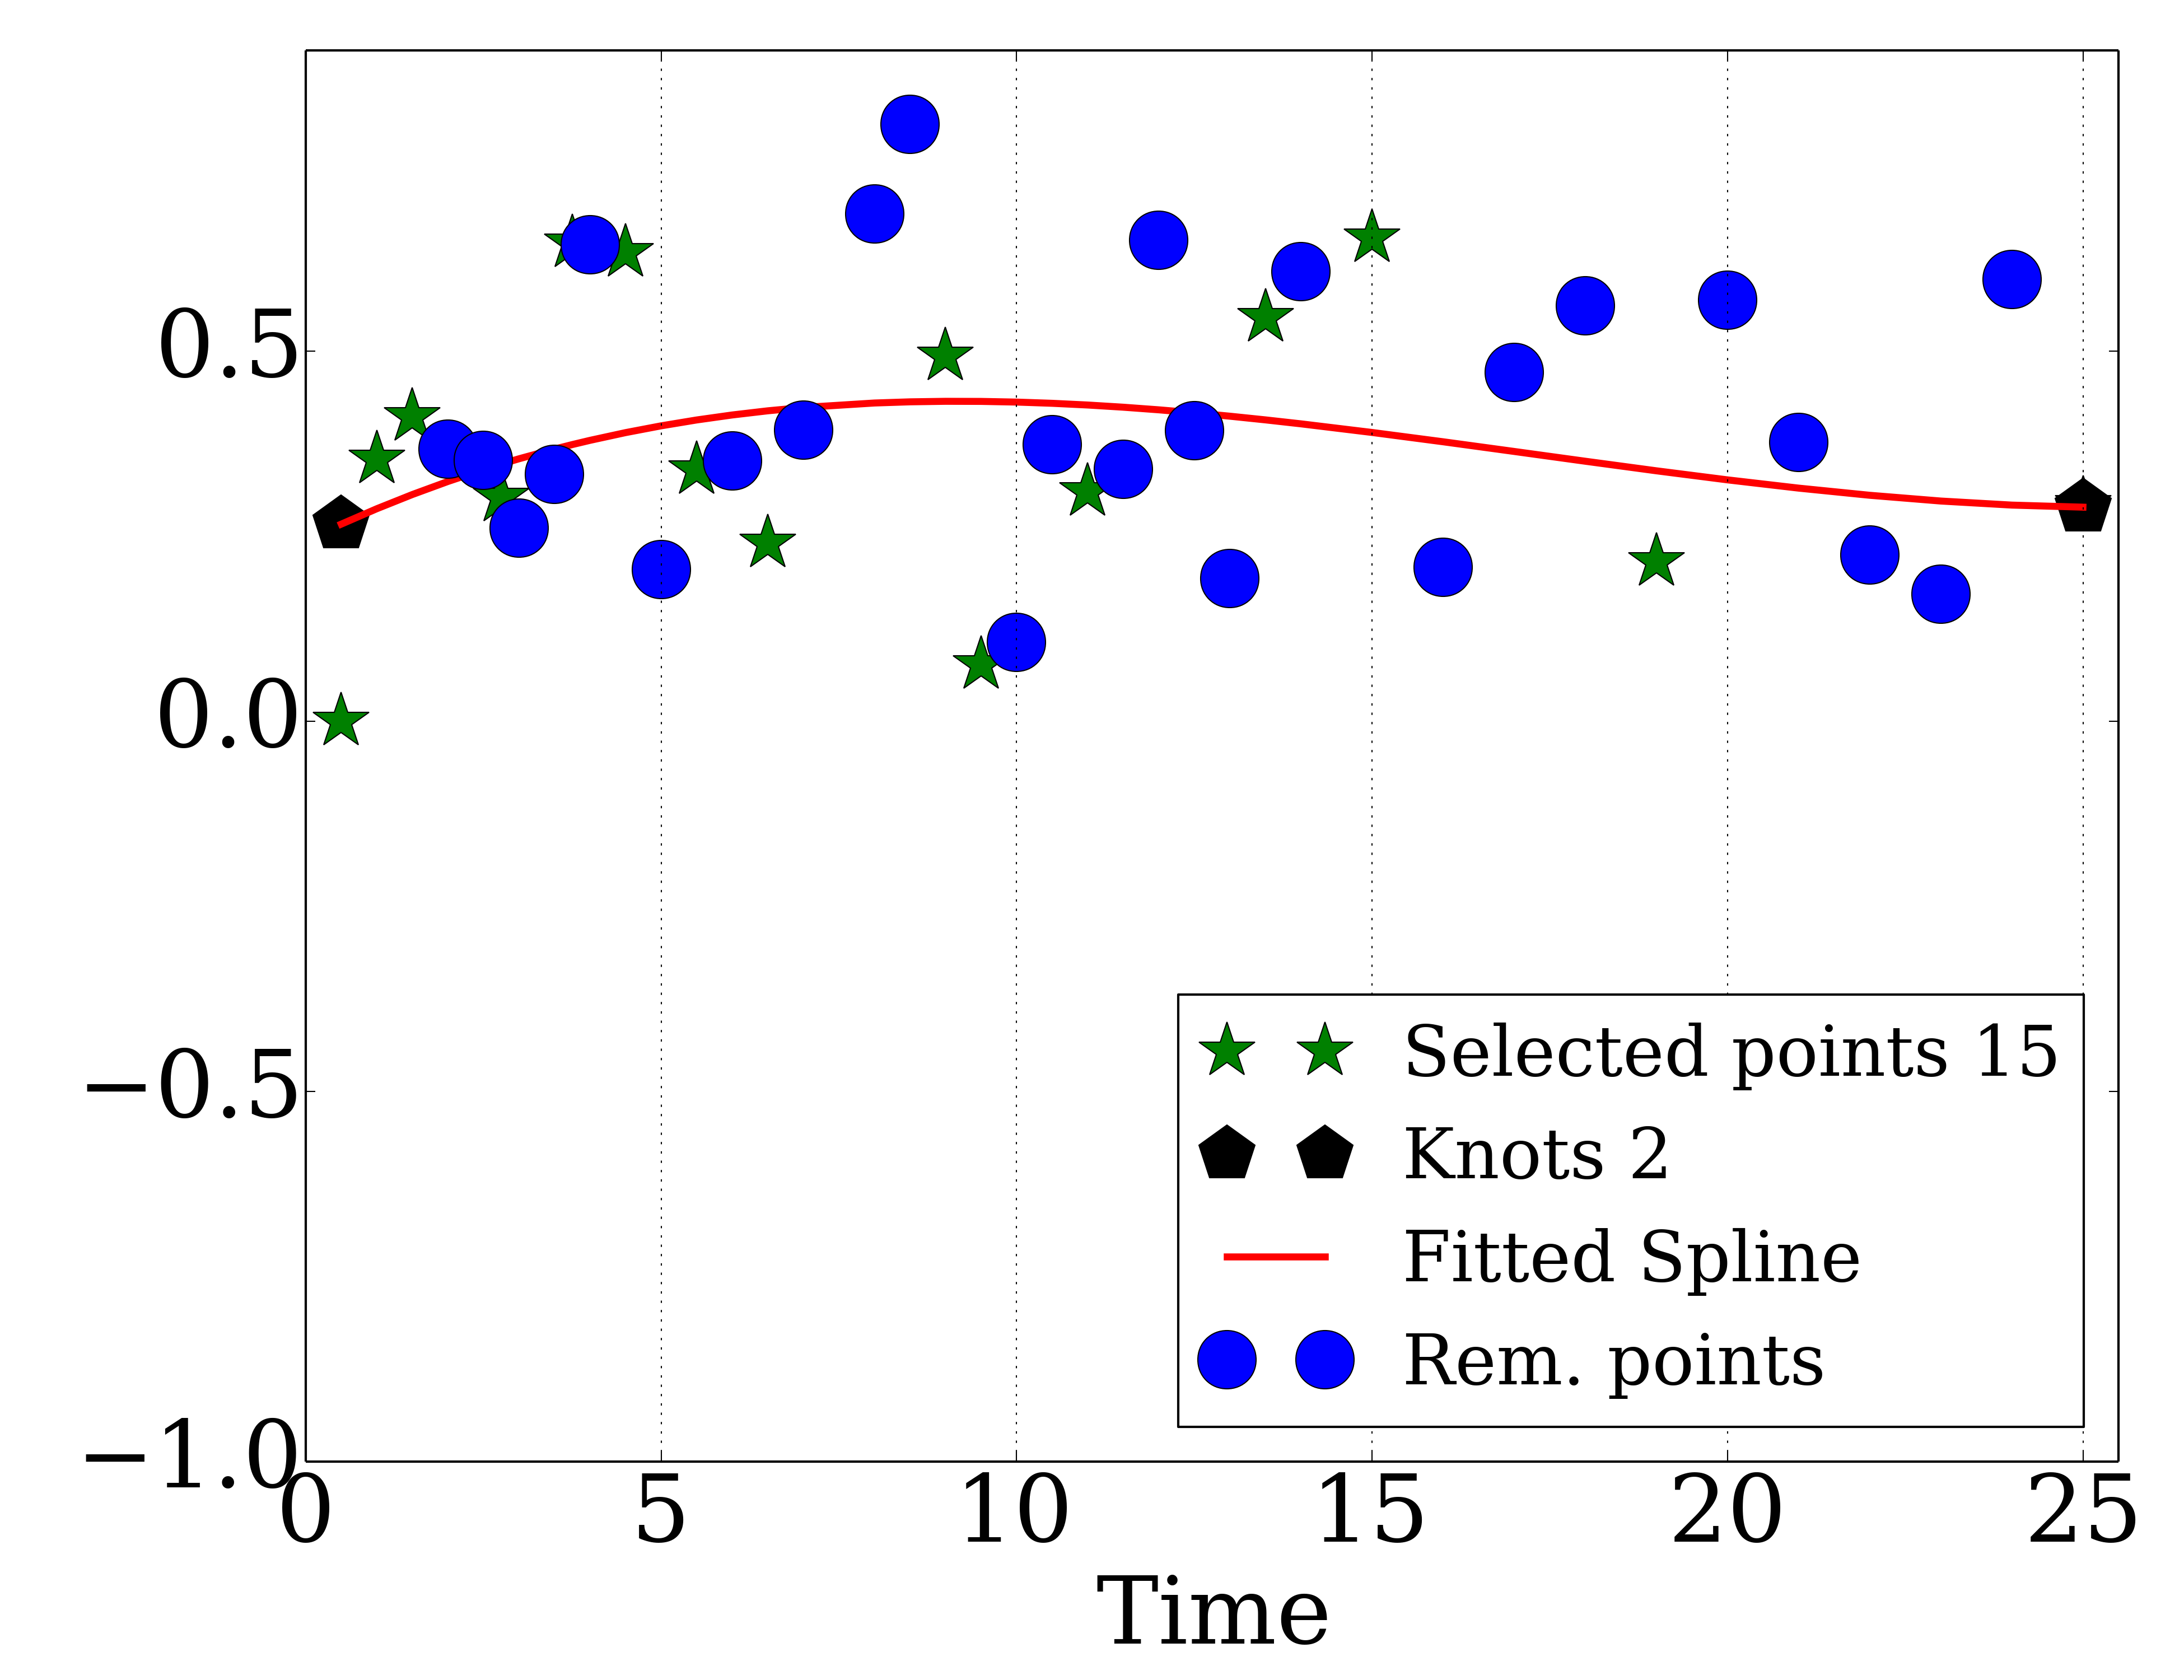 0.5
0.0
−0.5
−1.0
Selected points 15
Knots 2
Fitted Spline
Rem. points
0 5 10 15 20 25
Time